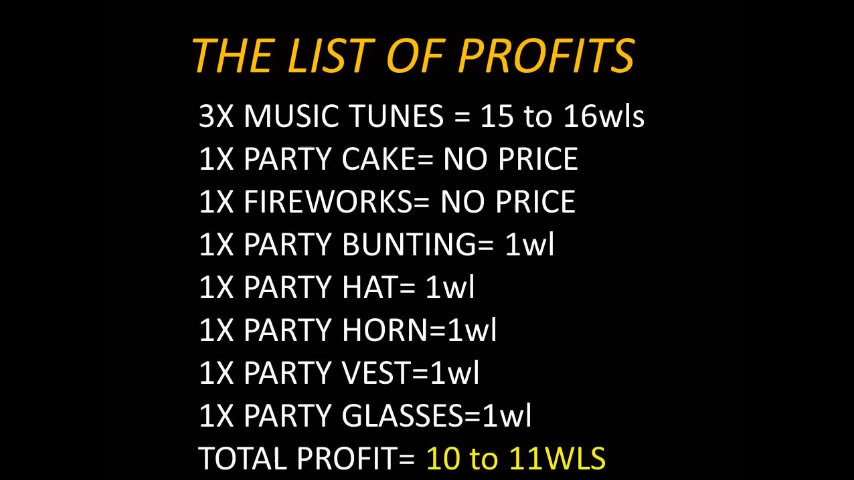 THE LIST OF PROFITS
3X MUSIC TUNES = 15 to 16wls
1X PARTY CAKE= NO PRICE
1X FIREWORKS= NO PRICE
1X PARTY BUNTING= 1wl
1X PARTY HAT= 1wl
1X PARTY HORN=1wl
1X PARTY VEST=1wl
1X PARTY GLASSES=1wl
TOTAL PROFIT= 10 to 11WLS